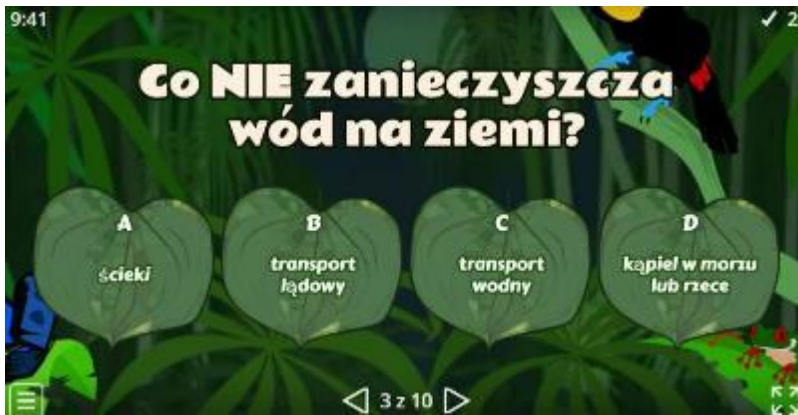 9:41
✓ 2
Co NIE zanieczyszcza
wód na ziemi?
A
ścieki
B
transport
lądowy
C
transport
wodny
D
kąpiel w morzu
lub rzece
3 z 10